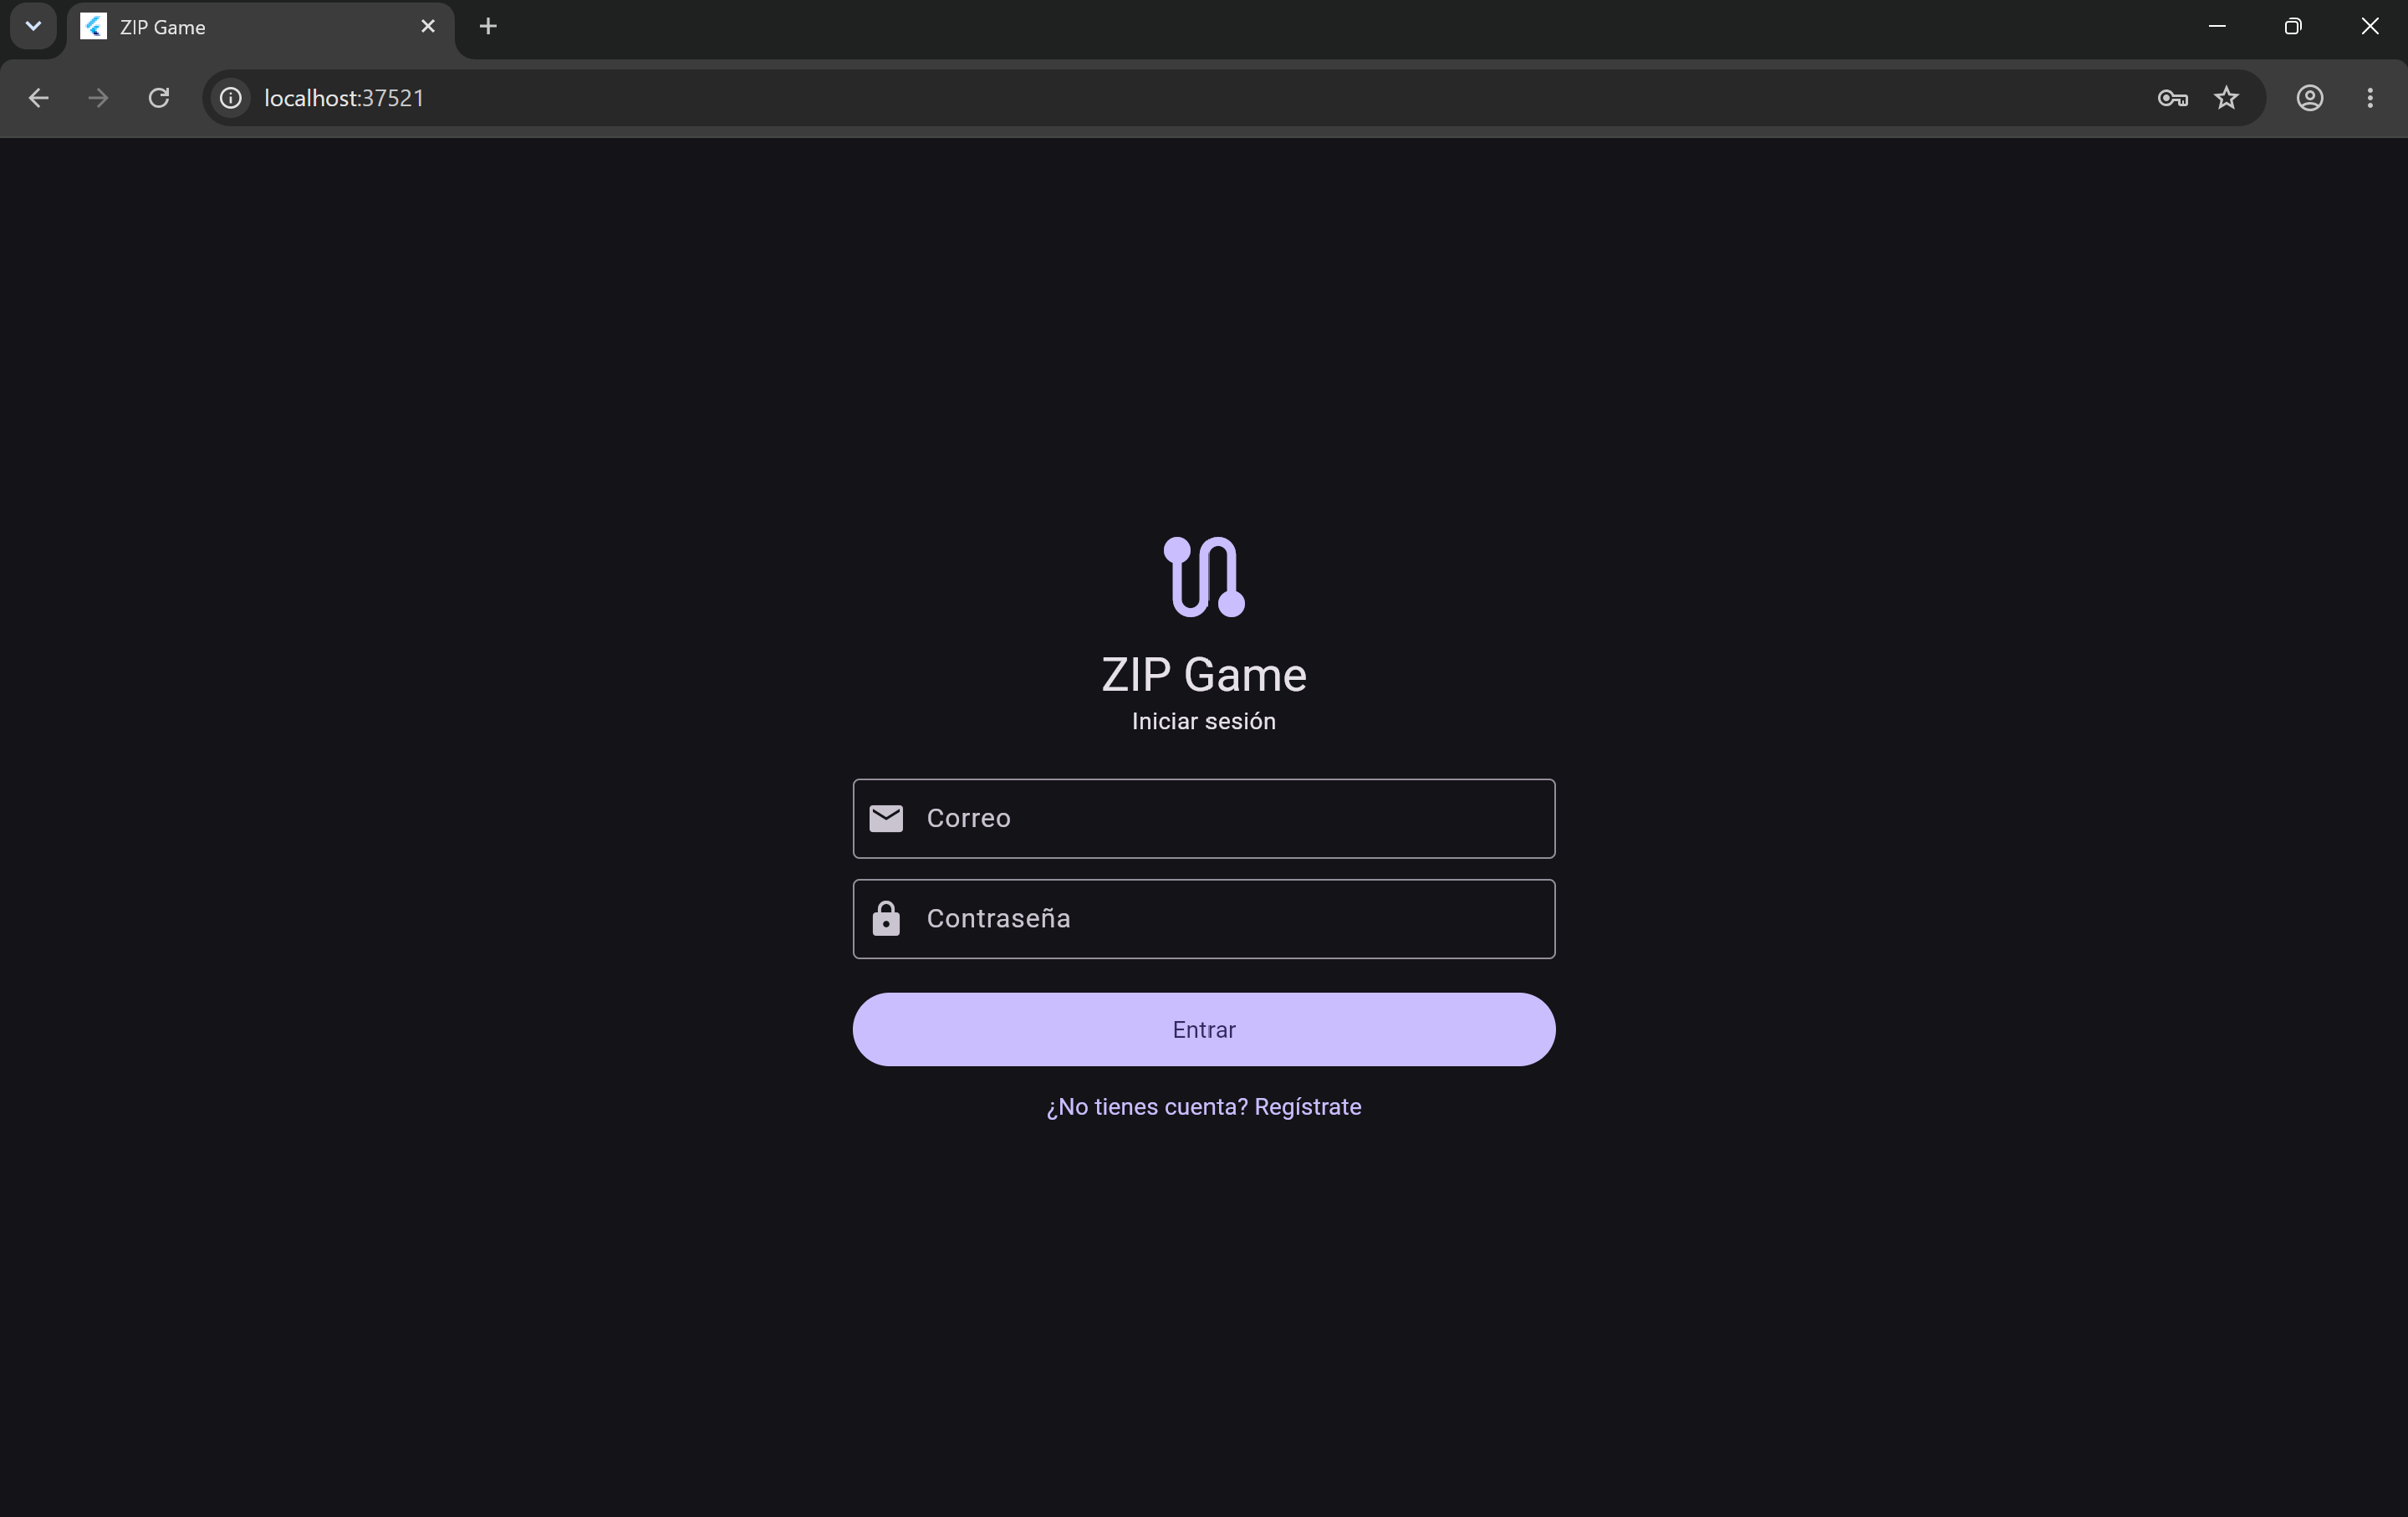 ZIP Game
localhost:37521
ZIP Game
Iniciar sesión
Correo
Contraseña
Entrar
¿No tienes cuenta? Regístrate